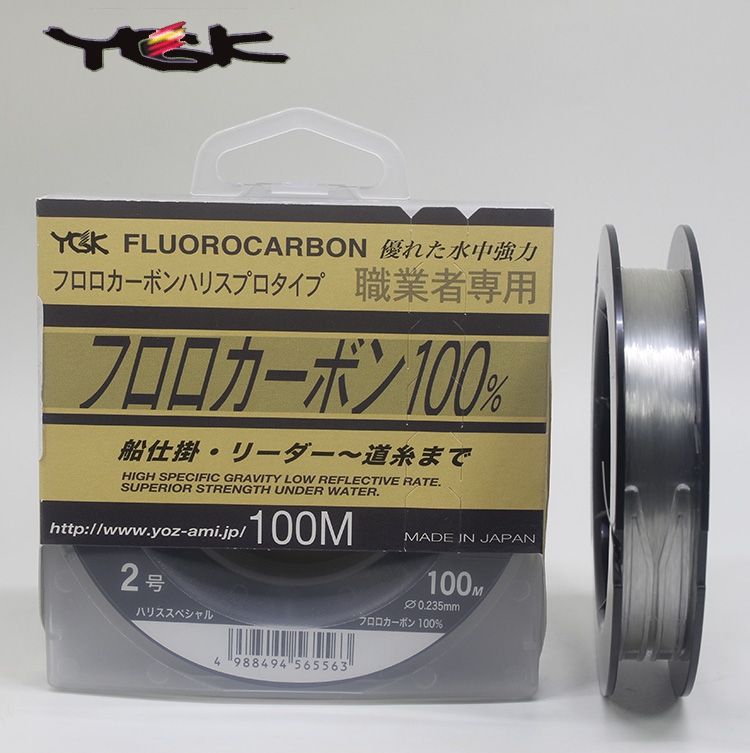 YGK
YGK FLUOROCARBON 優れた水中強力
フロロカーボンハリスプロタイプ 職業者専用
フロロカーボン100%
船仕掛・リーダー〜道糸まで
HIGH SPECIFIC GRAVITY LOW REFLECTIVE RATE.
SUPERIOR STRENGTH UNDER WATER.
http://www.yoz-ami.jp/ 100M MADE IN JAPAN
2号 100M
ハリススペシャル ∅0.235mm
フロロカーボン 100%
4 988494 565563